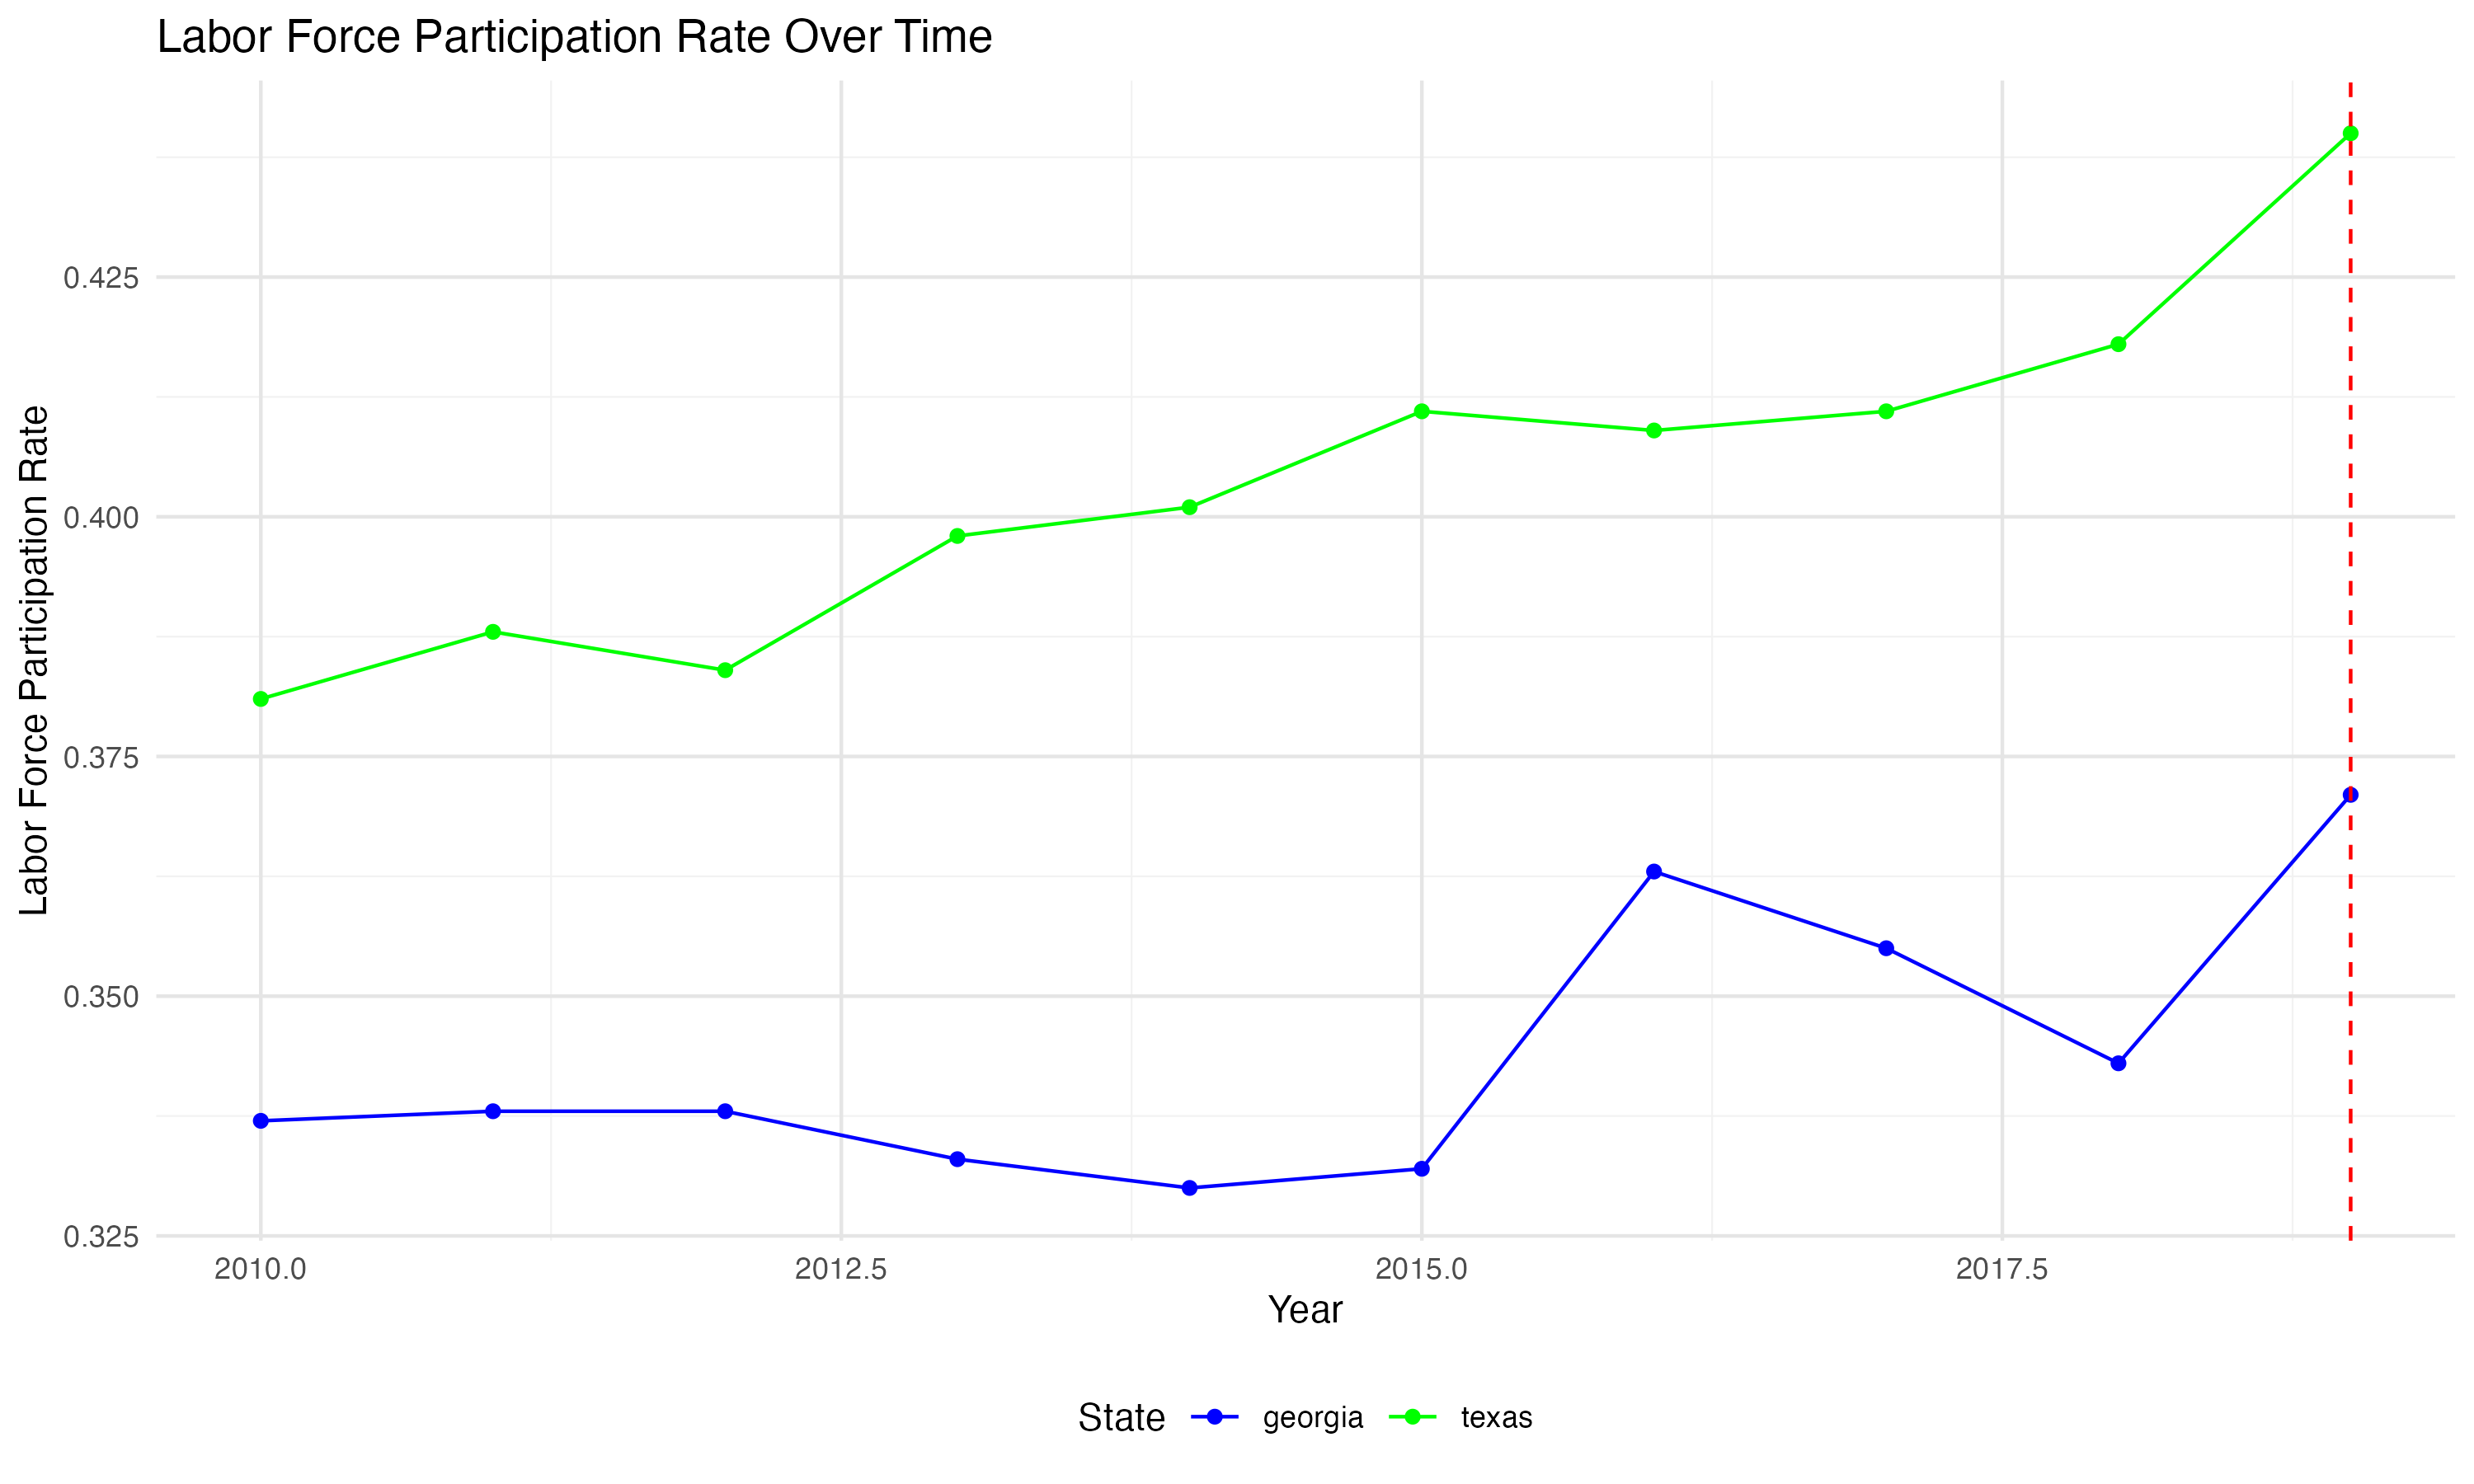 Labor Force Participation Rate Over Time
Labor Force Participation Rate
0.425
0.400
0.375
0.350
0.325
2010.0 2012.5 2015.0 2017.5
Year
State georgia texas